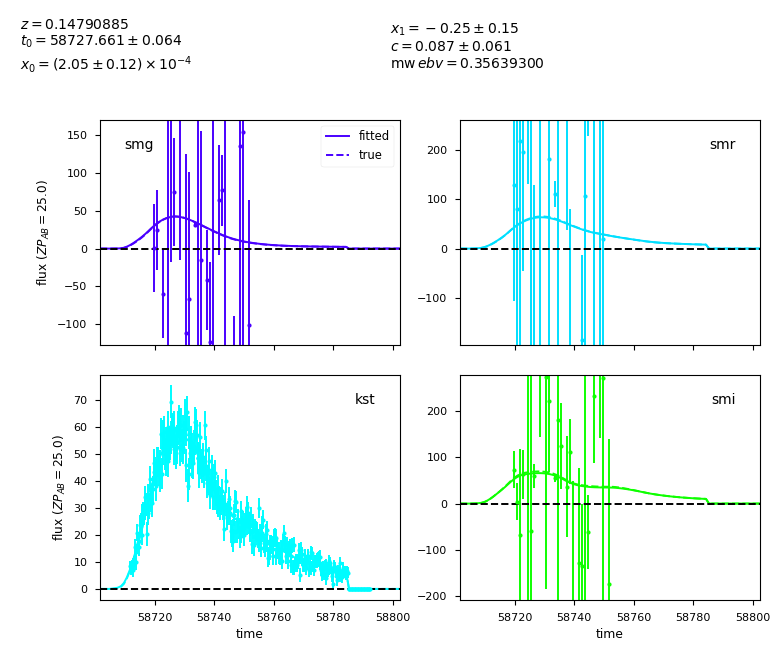 z = 0.14790885
t₀ = 58727.661 ± 0.064
x₀ = (2.05 ± 0.12) × 10⁻⁴
x₁ = −0.25 ± 0.15
c = 0.087 ± 0.061
mw ebv = 0.35639300
smg
fitted
true
150
100
50
0
−50
−100
flux (ZP_AB = 25.0)
smr
200
100
0
−100
kst
70
60
50
40
30
20
10
0
flux (ZP_AB = 25.0)
58720 58740 58760 58780 58800
time
smi
200
100
0
−100
−200
58720 58740 58760 58780 58800
time